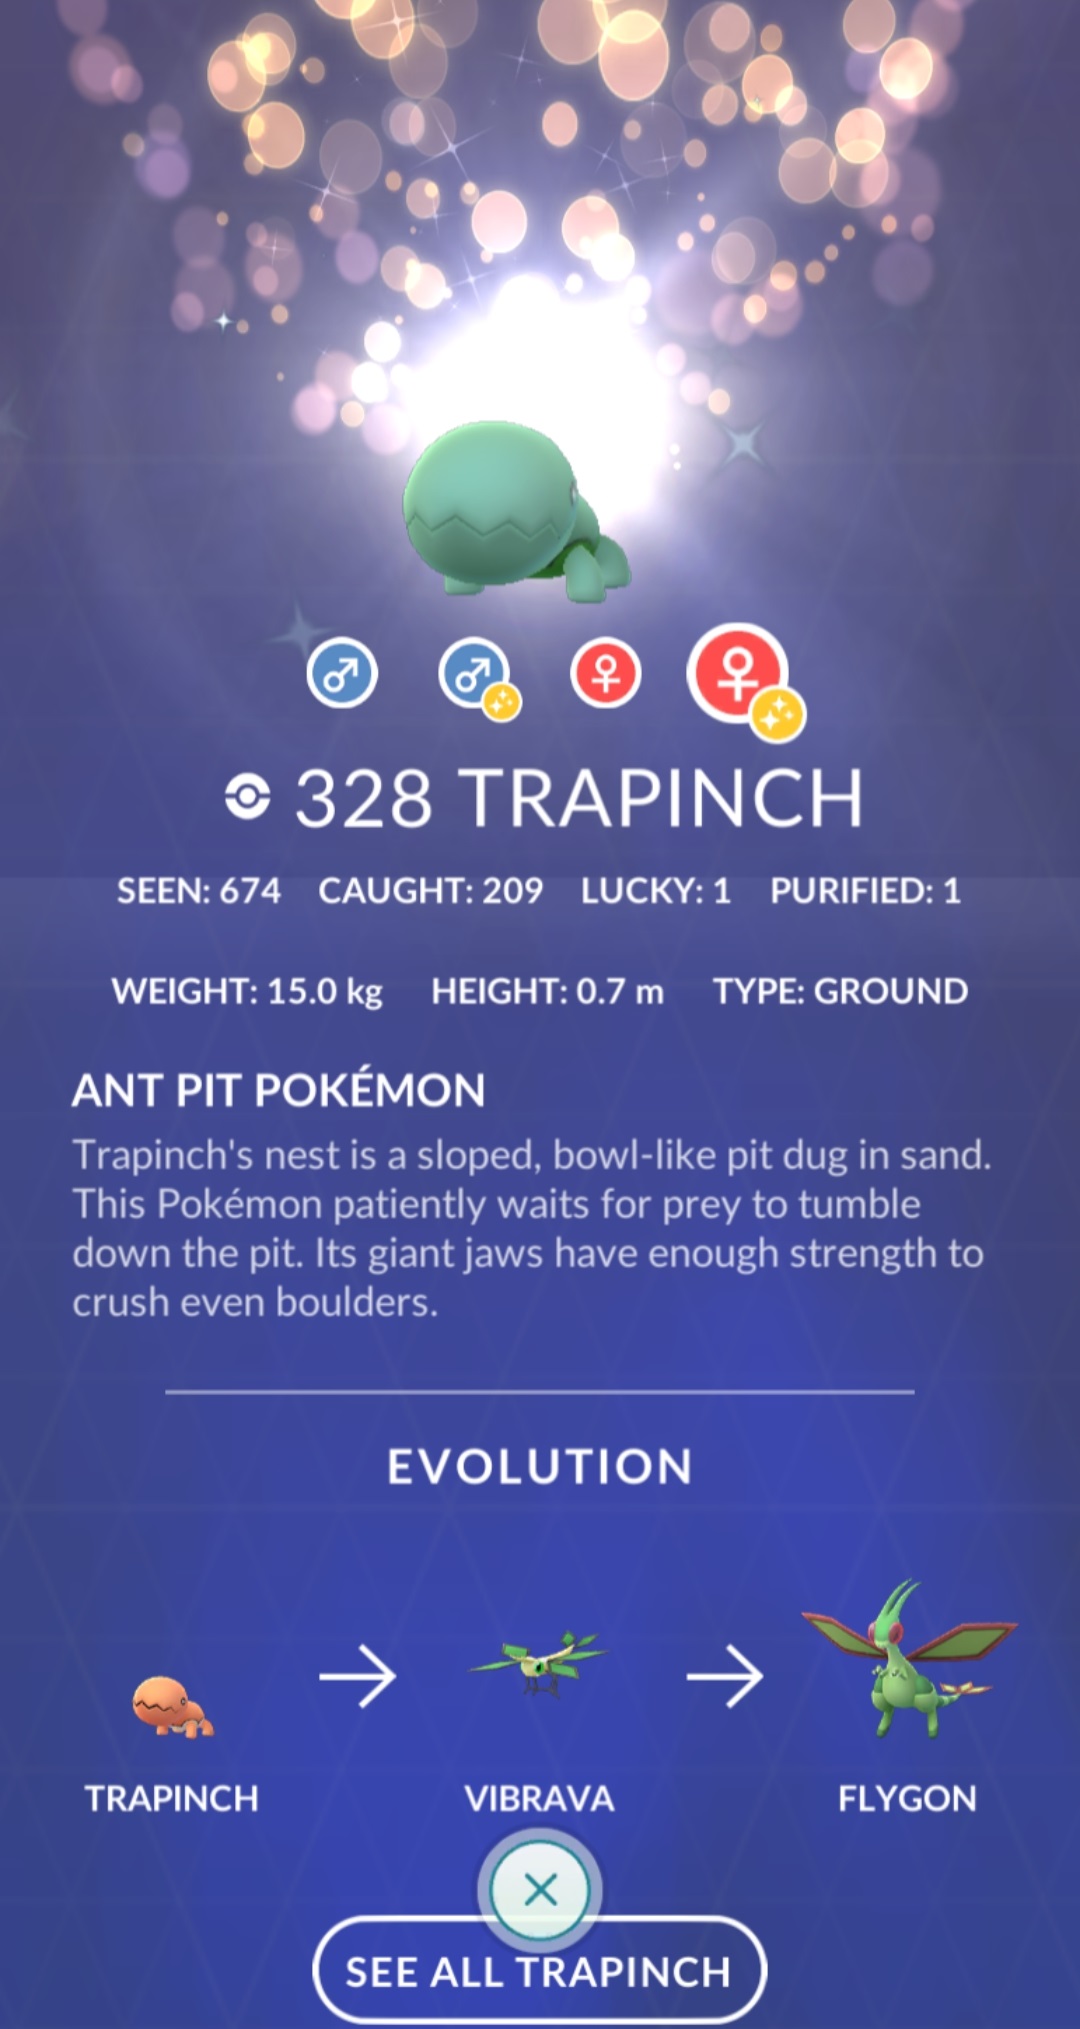 328 TRAPINCH
SEEN: 674 CAUGHT: 209 LUCKY: 1 PURIFIED: 1
WEIGHT: 15.0 kg HEIGHT: 0.7 m TYPE: GROUND
ANT PIT POKÉMON
Trapinch's nest is a sloped, bowl-like pit dug in sand.
This Pokémon patiently waits for prey to tumble
down the pit. Its giant jaws have enough strength to
crush even boulders.
EVOLUTION
TRAPINCH VIBRAVA FLYGON
SEE ALL TRAPINCH